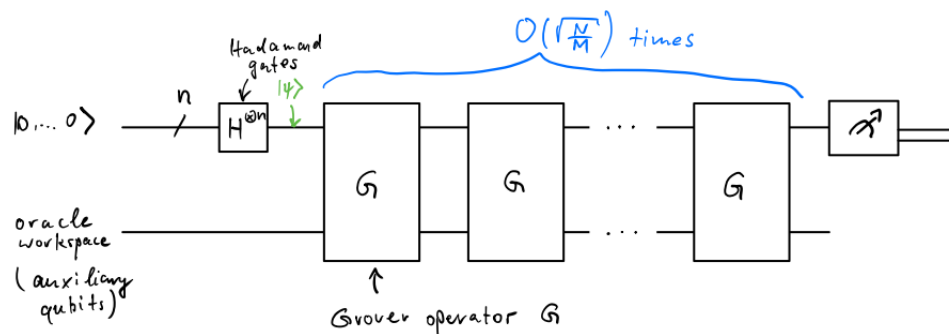 O(√(N/M)) times
Hadamard
gates
|ψ⟩
n
|0,... 0⟩
H⊗n
G
G
...
G
oracle
workspace
(auxiliary
qubits)
...
Grover operator G